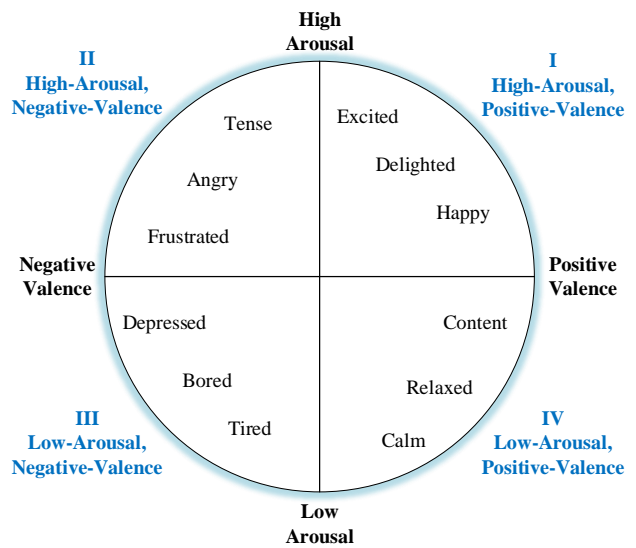 High
Arousal
II
High-Arousal,
Negative-Valence
I
High-Arousal,
Positive-Valence
Tense
Excited
Delighted
Angry
Happy
Frustrated
Negative
Valence
Positive
Valence
Depressed
Content
Bored
Relaxed
Tired
Calm
III
Low-Arousal,
Negative-Valence
IV
Low-Arousal,
Positive-Valence
Low
Arousal